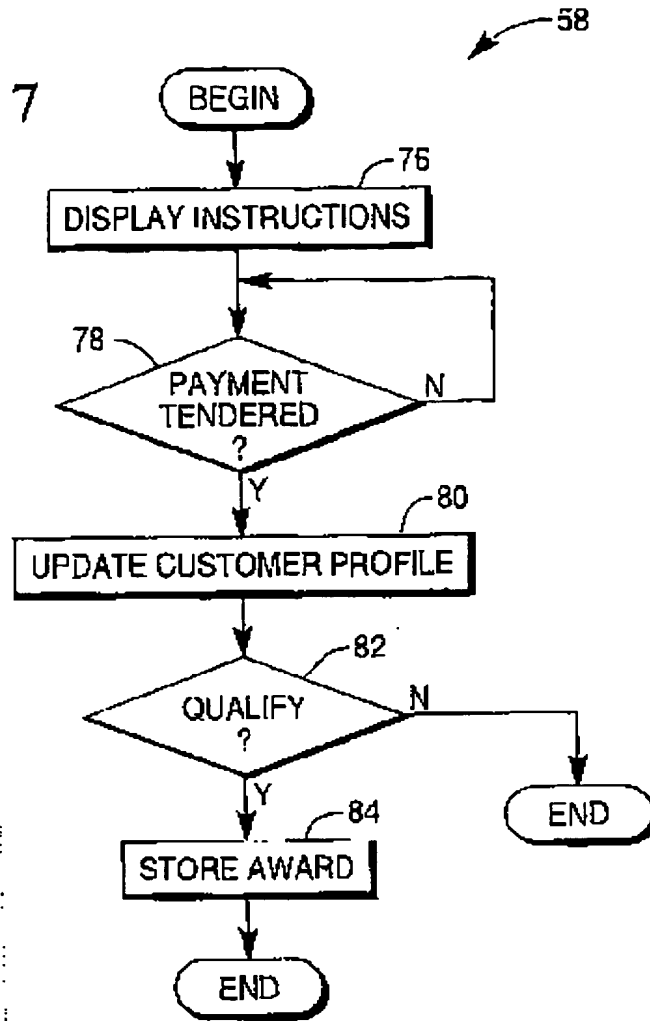 58
7
BEGIN
76
DISPLAY INSTRUCTIONS
78
PAYMENT
TENDERED
?
N
Y
80
UPDATE CUSTOMER PROFILE
82
QUALIFY
?
N
Y
END
84
STORE AWARD
END